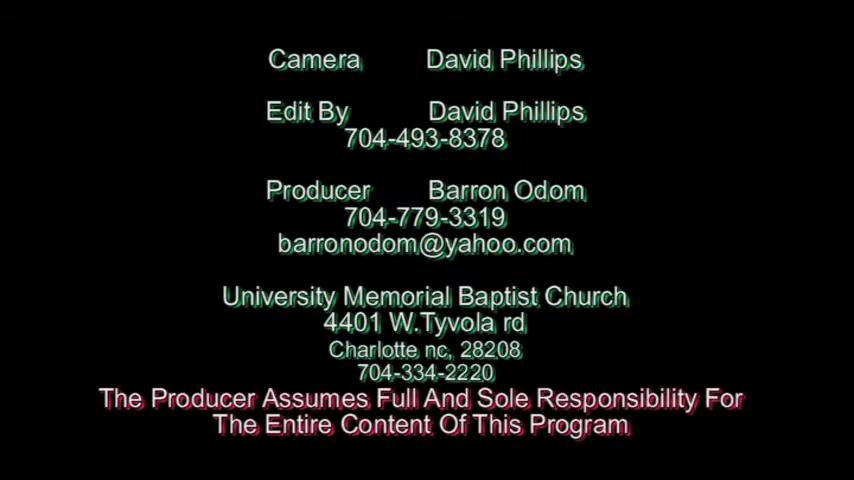 Camera David Phillips
Edit By David Phillips
704-493-8378
Producer Barron Odom
704-779-3319
barronodom@yahoo.com
University Memorial Baptist Church
4401 W.Tyvola rd
Charlotte nc, 28208
704-334-2220
The Producer Assumes Full And Sole Responsibility For
The Entire Content Of This Program